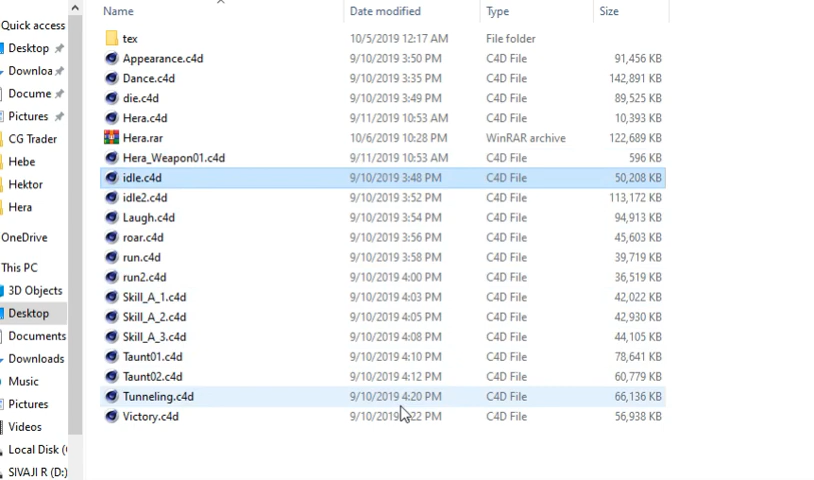 Name Date modified Type Size
Quick access
Desktop
Downloa
Docume
Pictures
CG Trader
Hebe
Hektor
Hera
OneDrive
This PC
3D Objects
Desktop
Documents
Downloads
Music
Pictures
Videos
Local Disk (
SIVAJI R (D:)
tex 10/5/2019 12:17 AM File folder
Appearance.c4d 9/10/2019 3:50 PM C4D File 91,456 KB
Dance.c4d 9/10/2019 3:35 PM C4D File 142,891 KB
die.c4d 9/10/2019 3:49 PM C4D File 89,525 KB
Hera.c4d 9/11/2019 10:53 AM C4D File 10,393 KB
Hera.rar 10/6/2019 10:28 PM WinRAR archive 122,689 KB
Hera_Weapon01.c4d 9/11/2019 10:53 AM C4D File 596 KB
idle.c4d 9/10/2019 3:48 PM C4D File 50,208 KB
idle2.c4d 9/10/2019 3:52 PM C4D File 113,172 KB
Laugh.c4d 9/10/2019 3:54 PM C4D File 94,913 KB
roar.c4d 9/10/2019 3:56 PM C4D File 45,603 KB
run.c4d 9/10/2019 3:58 PM C4D File 39,719 KB
run2.c4d 9/10/2019 4:00 PM C4D File 36,519 KB
Skill_A_1.c4d 9/10/2019 4:03 PM C4D File 42,022 KB
Skill_A_2.c4d 9/10/2019 4:05 PM C4D File 42,930 KB
Skill_A_3.c4d 9/10/2019 4:08 PM C4D File 44,105 KB
Taunt01.c4d 9/10/2019 4:10 PM C4D File 78,641 KB
Taunt02.c4d 9/10/2019 4:12 PM C4D File 60,779 KB
Tunneling.c4d 9/10/2019 4:20 PM C4D File 66,136 KB
Victory.c4d 9/10/2019 PM C4D File 56,938 KB